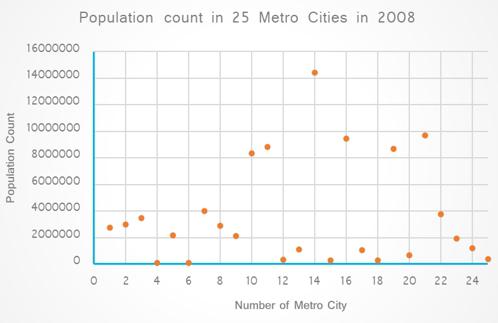 Population count in 25 Metro Cities in 2008
16000000
14000000
12000000
10000000
8000000
6000000
4000000
2000000
0
Population Count
0 2 4 6 8 10 12 14 16 18 20 22 24
Number of Metro City